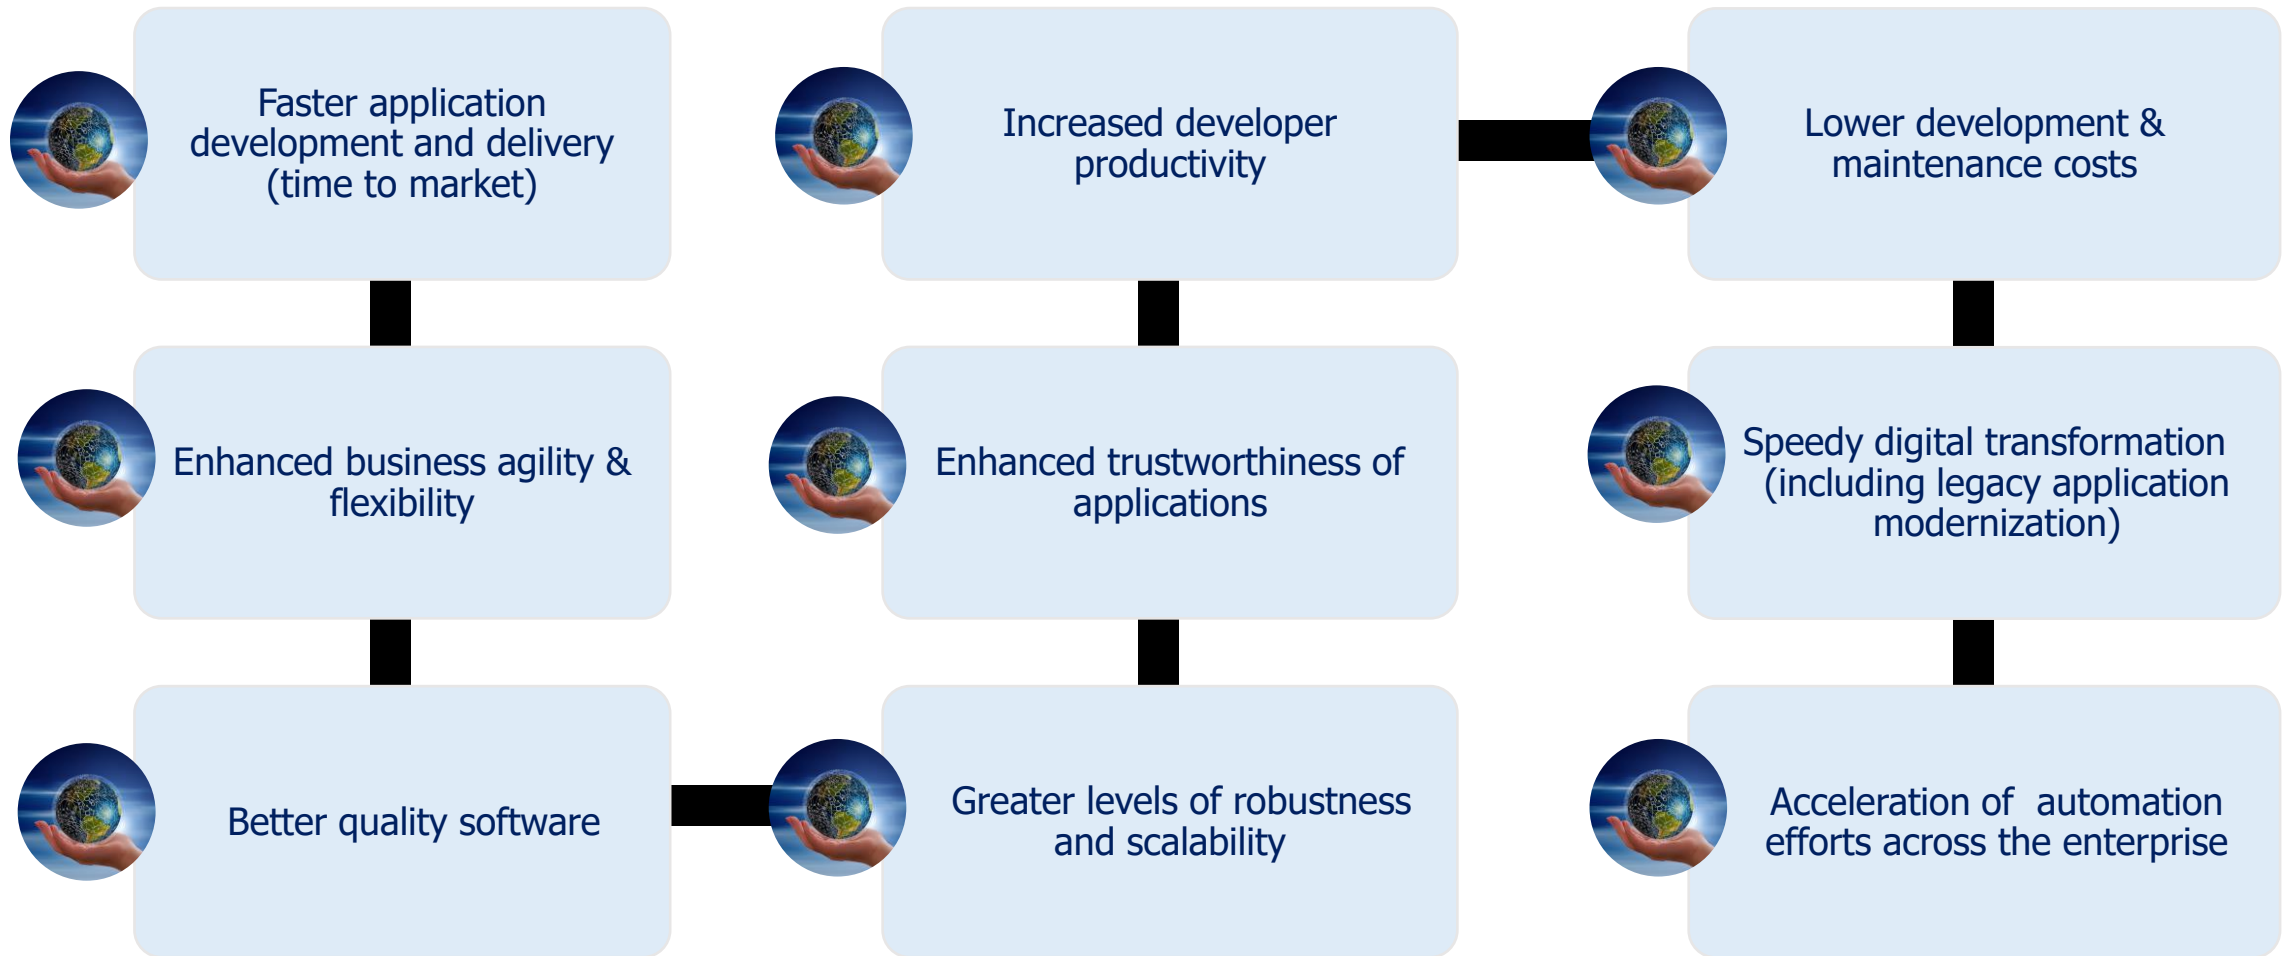 Faster application
development and delivery
(time to market)
Enhanced business agility &
flexibility
Better quality software
Greater levels of robustness
and scalability
Enhanced trustworthiness of
applications
Increased developer
productivity
Lower development &
maintenance costs
Speedy digital transformation
(including legacy application
modernization)
Acceleration of  automation
efforts across the enterprise